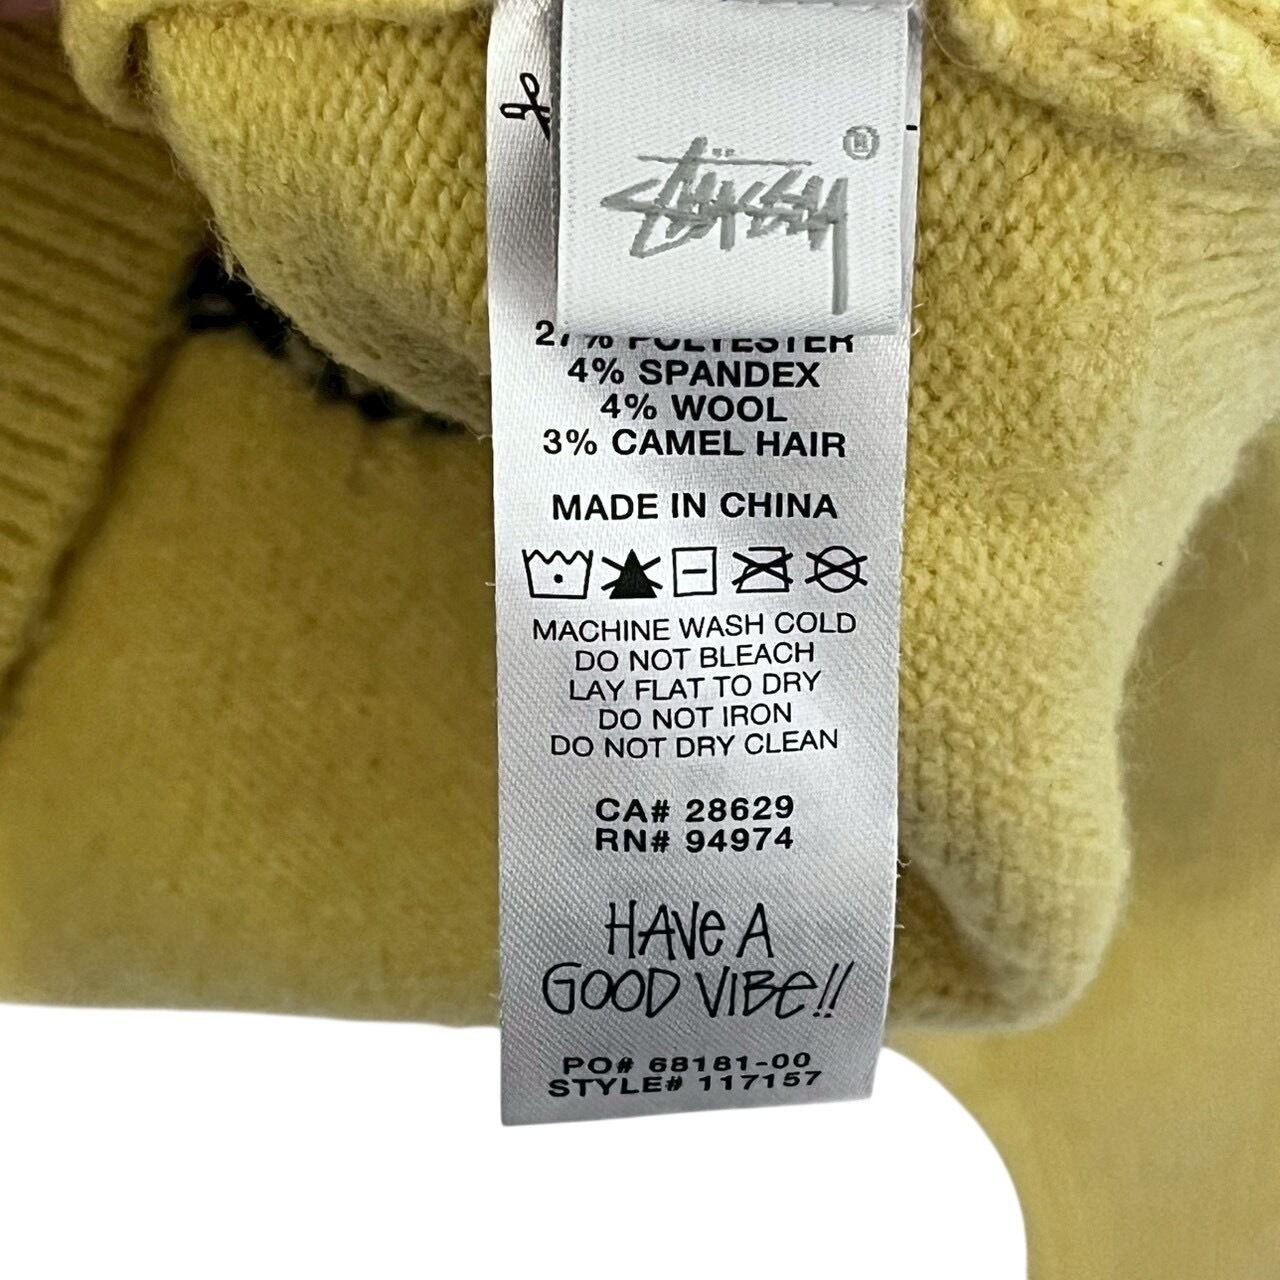 STÜSSY®
27% POLYESTER
4% SPANDEX
4% WOOL
3% CAMEL HAIR
MADE IN CHINA
MACHINE WASH COLD
DO NOT BLEACH
LAY FLAT TO DRY
DO NOT IRON
DO NOT DRY CLEAN
CA# 28629
RN# 94974
HAVE A
GOOD VIBE!!
PO# 68181-00
STYLE# 117157